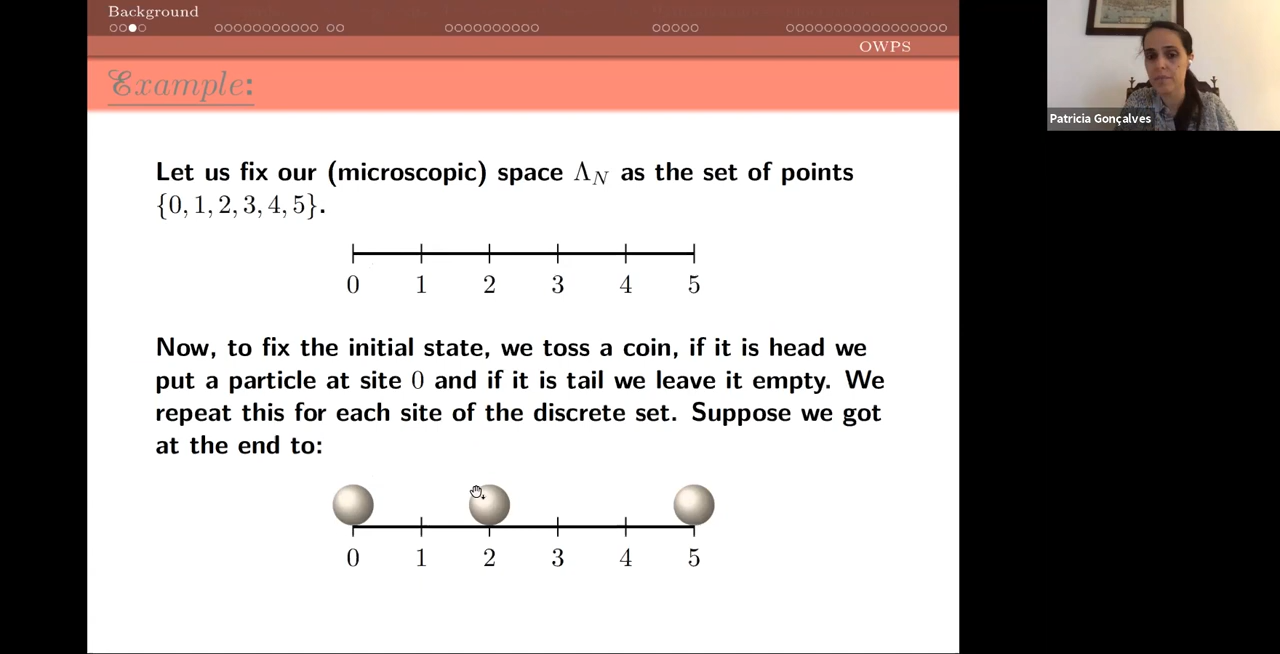 Background
OWPS
Patricia Gonçalves
Example:
Let us fix our (microscopic) space Λ_N as the set of points
{0, 1, 2, 3, 4, 5}.
0 1 2 3 4 5
Now, to fix the initial state, we toss a coin, if it is head we
put a particle at site 0 and if it is tail we leave it empty. We
repeat this for each site of the discrete set. Suppose we got
at the end to:
0 1 2 3 4 5